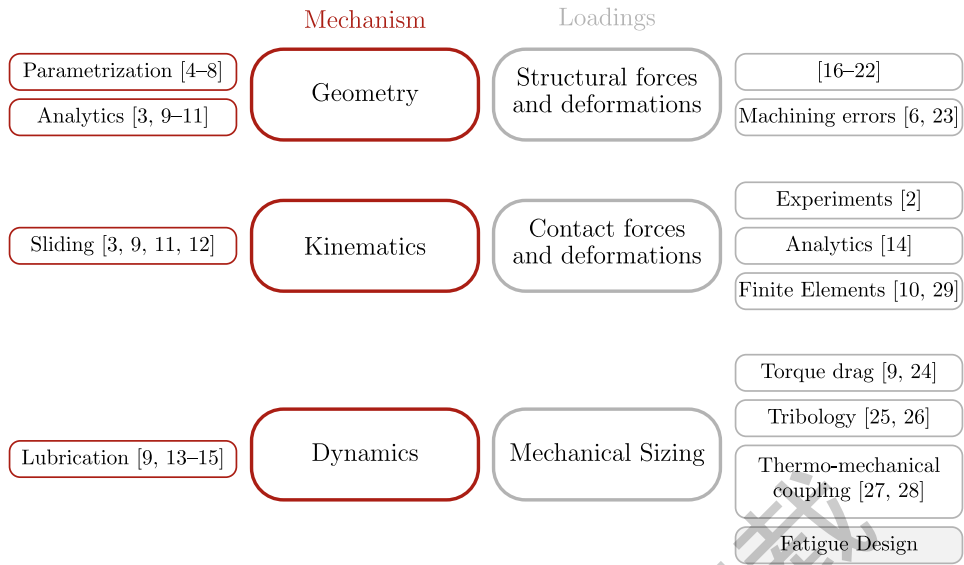 Mechanism
Loadings
Parametrization [4–8]
Analytics [3, 9–11]
Geometry
Structural forces
and deformations
[16–22]
Machining errors [6, 23]
Sliding [3, 9, 11, 12]
Kinematics
Contact forces
and deformations
Experiments [2]
Analytics [14]
Finite Elements [10, 29]
Lubrication [9, 13–15]
Dynamics
Mechanical Sizing
Torque drag [9, 24]
Tribology [25, 26]
Thermo-mechanical
coupling [27, 28]
Fatigue Design